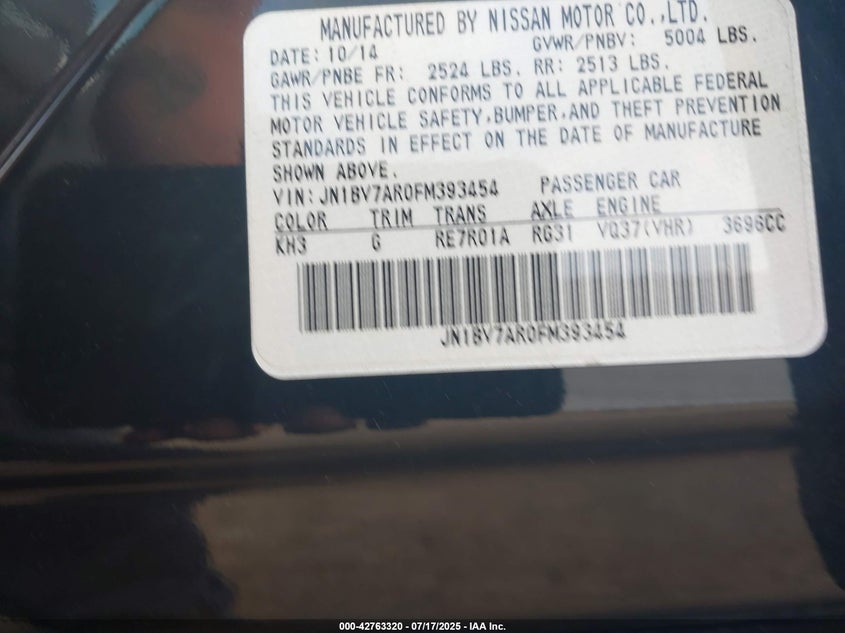 MANUFACTURED BY NISSAN MOTOR CO.,LTD.
DATE: 10/14 GVWR/PNBV: 5004 LBS.
GAWR/PNBE FR: 2524 LBS. RR: 2513 LBS.
THIS VEHICLE CONFORMS TO ALL APPLICABLE FEDERAL
MOTOR VEHICLE SAFETY,BUMPER,AND THEFT PREVENTION
STANDARDS IN EFFECT ON THE DATE OF MANUFACTURE
SHOWN ABOVE.
VIN: JN1BV7AR0FM393454 PASSENGER CAR
COLOR TRIM TRANS AXLE ENGINE
KH3 G RE7R01A RG31 VQ37(VHR) 3696CC
JN1BV7AR0FM393454
000-42763320 / 07/17/2025 - IAA Inc.